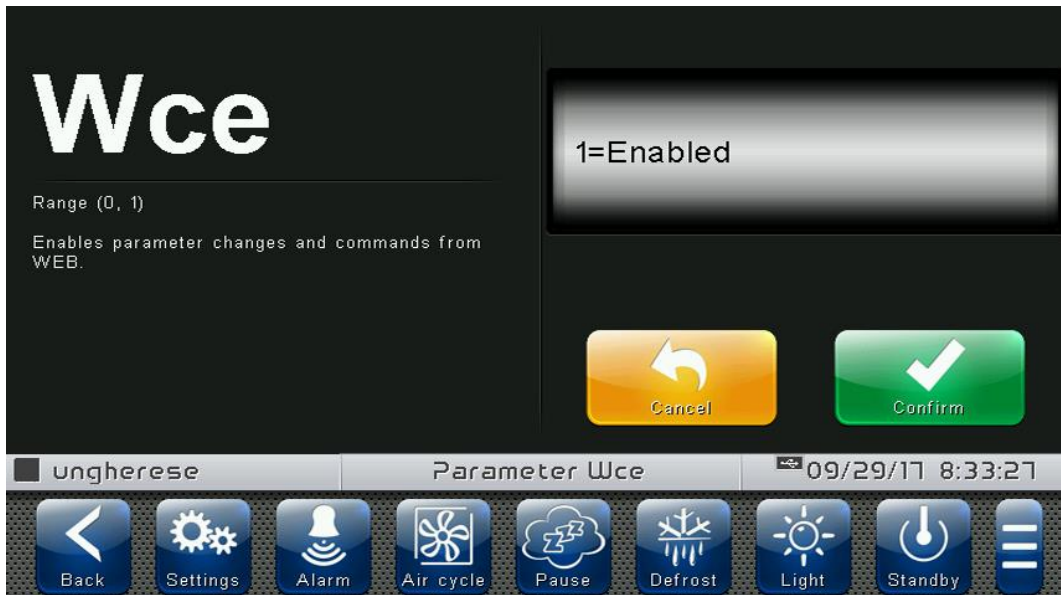 Wce
Range (0, 1)
Enables parameter changes and commands from
WEB.
1=Enabled
Cancel
Confirm
ungherese
Parameter Wce
09/29/17 8:33:27
Back
Settings
Alarm
Air cycle
Pause
zzz
Defrost
Light
Standby